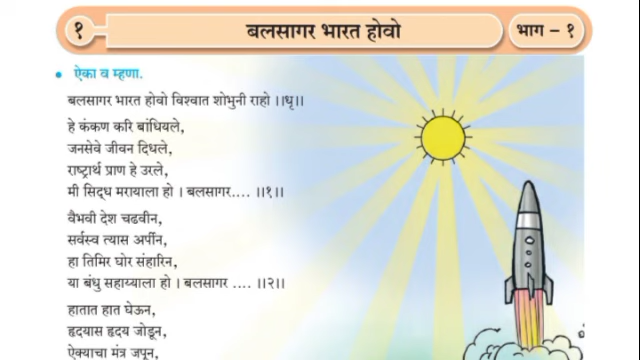 १
बलसागर भारत होवो
भाग – १
• ऐका व म्हणा.
बलसागर भारत होवो विश्वात शोभुनी राहो ।।धृ।।
हे कंकण करि बांधियले,
जनसेवे जीवन दिधले,
राष्ट्रार्थ प्राण हे उरले,
मी सिद्ध मरायाला हो । बलसागर.... ।।१।।
वैभवी देश चढवीन,
सर्वस्व त्यास अर्पीन,
हा तिमिर घोर संहारिन,
या बंधु सहाय्याला हो । बलसागर .... ।।२।।
हातात हात घेऊन,
हृदयास हृदय जोडून,
ऐक्याचा मंत्र जपून,